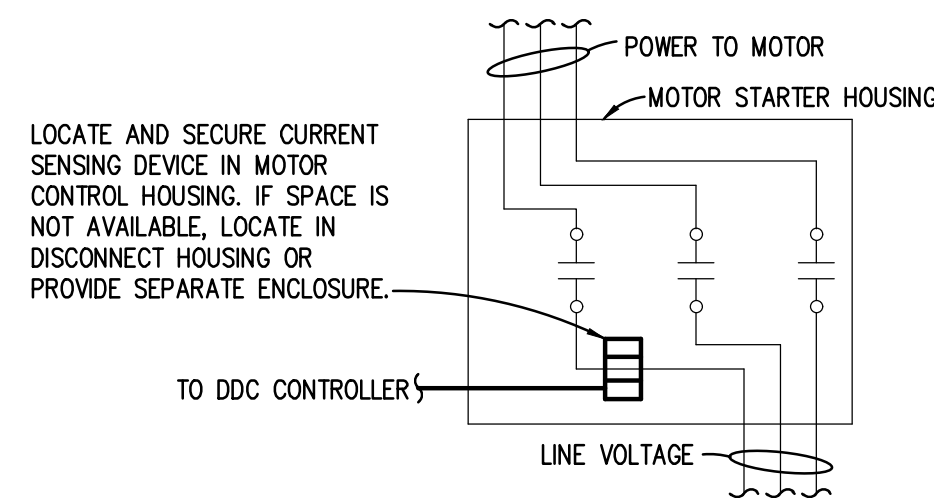 POWER TO MOTOR
MOTOR STARTER HOUSING
LOCATE AND SECURE CURRENT
SENSING DEVICE IN MOTOR
CONTROL HOUSING. IF SPACE IS
NOT AVAILABLE, LOCATE IN
DISCONNECT HOUSING OR
PROVIDE SEPARATE ENCLOSURE.
TO DDC CONTROLLER
LINE VOLTAGE